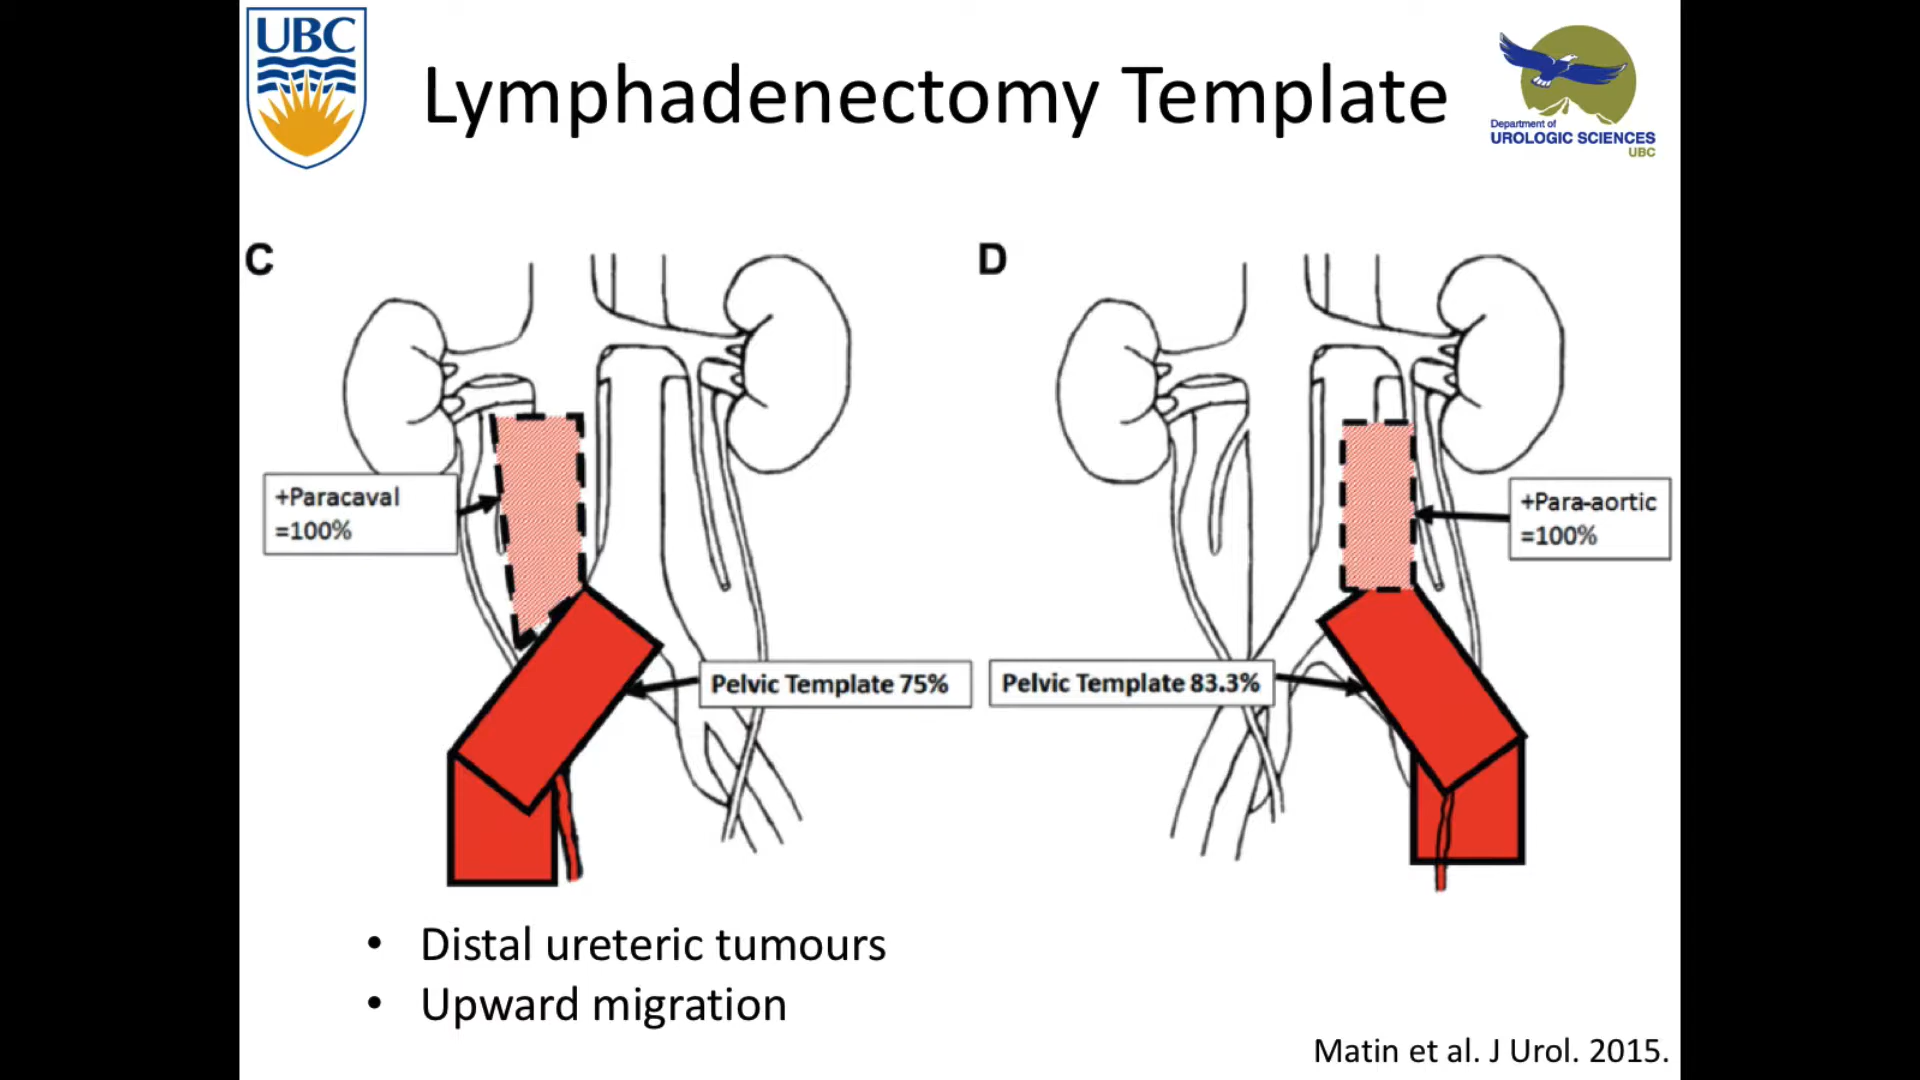 UBC
Lymphadenectomy Template
Department of
UROLOGIC SCIENCES
UBC
C
D
+Paracaval
=100%
+Para-aortic
=100%
Pelvic Template 75%
Pelvic Template 83.3%
• Distal ureteric tumours
• Upward migration
Matin et al. J Urol. 2015.